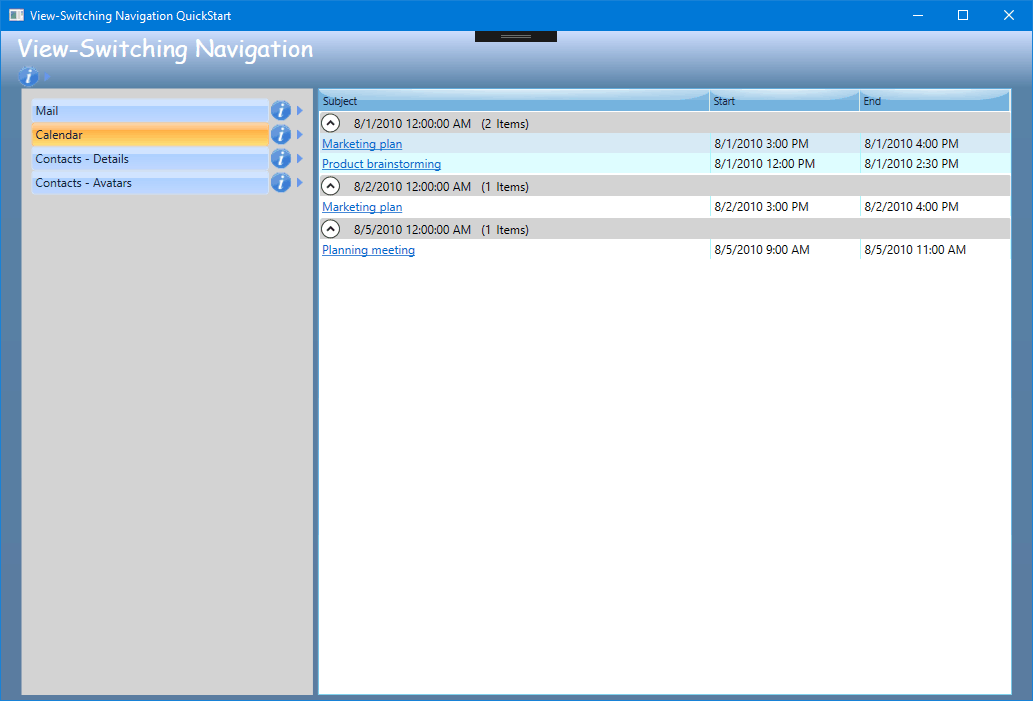 View-Switching Navigation QuickStart
View-Switching Navigation
i
Mail i
Calendar i
Contacts - Details i
Contacts - Avatars i
Subject Start End
8/1/2010 12:00:00 AM (2 Items)
Marketing plan 8/1/2010 3:00 PM 8/1/2010 4:00 PM
Product brainstorming 8/1/2010 12:00 PM 8/1/2010 2:30 PM
8/2/2010 12:00:00 AM (1 Items)
Marketing plan 8/2/2010 3:00 PM 8/2/2010 4:00 PM
8/5/2010 12:00:00 AM (1 Items)
Planning meeting 8/5/2010 9:00 AM 8/5/2010 11:00 AM